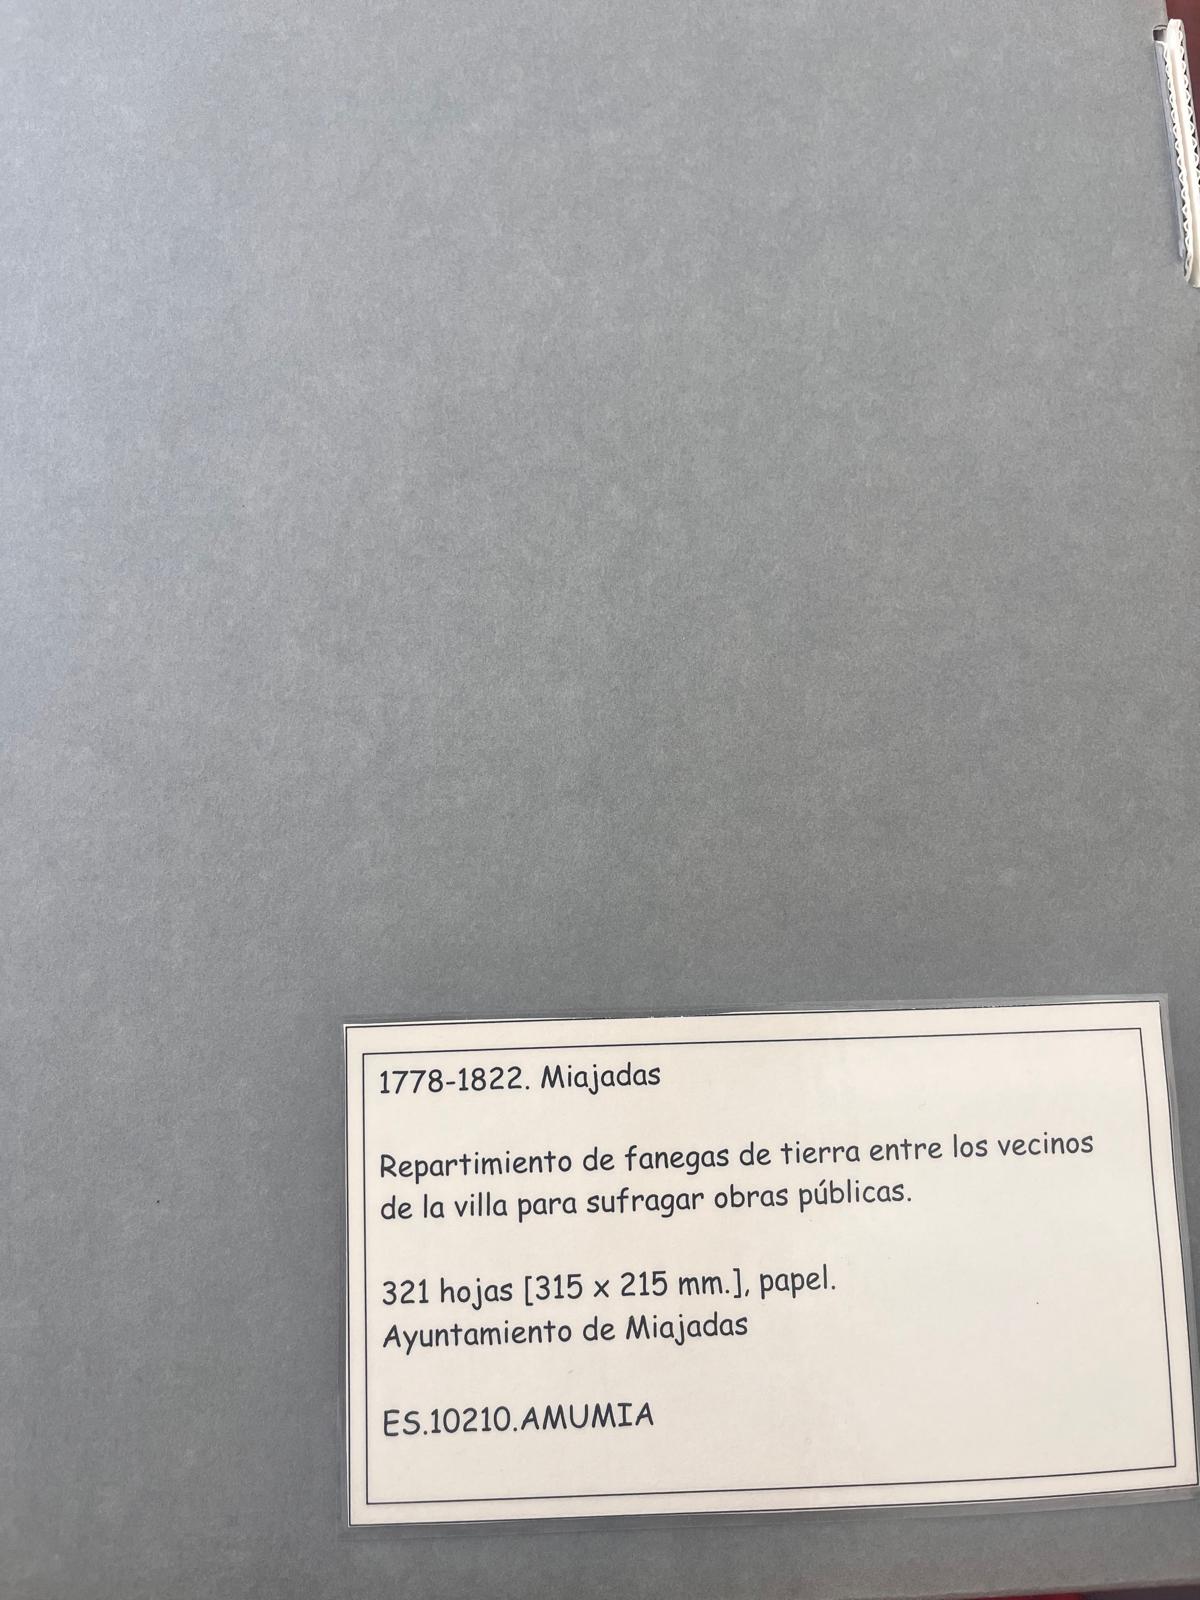 1778-1822. Miajadas
Repartimiento de fanegas de tierra entre los vecinos
de la villa para sufragar obras públicas.
321 hojas [315 x 215 mm.], papel.
Ayuntamiento de Miajadas
ES.10210.AMUMIA